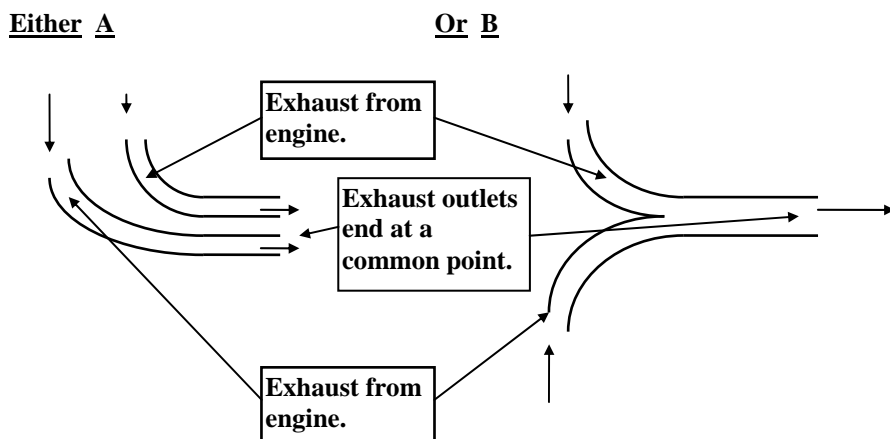 Either A
Or B
Exhaust from
engine.
Exhaust outlets
end at a
common point.
Exhaust from
engine.